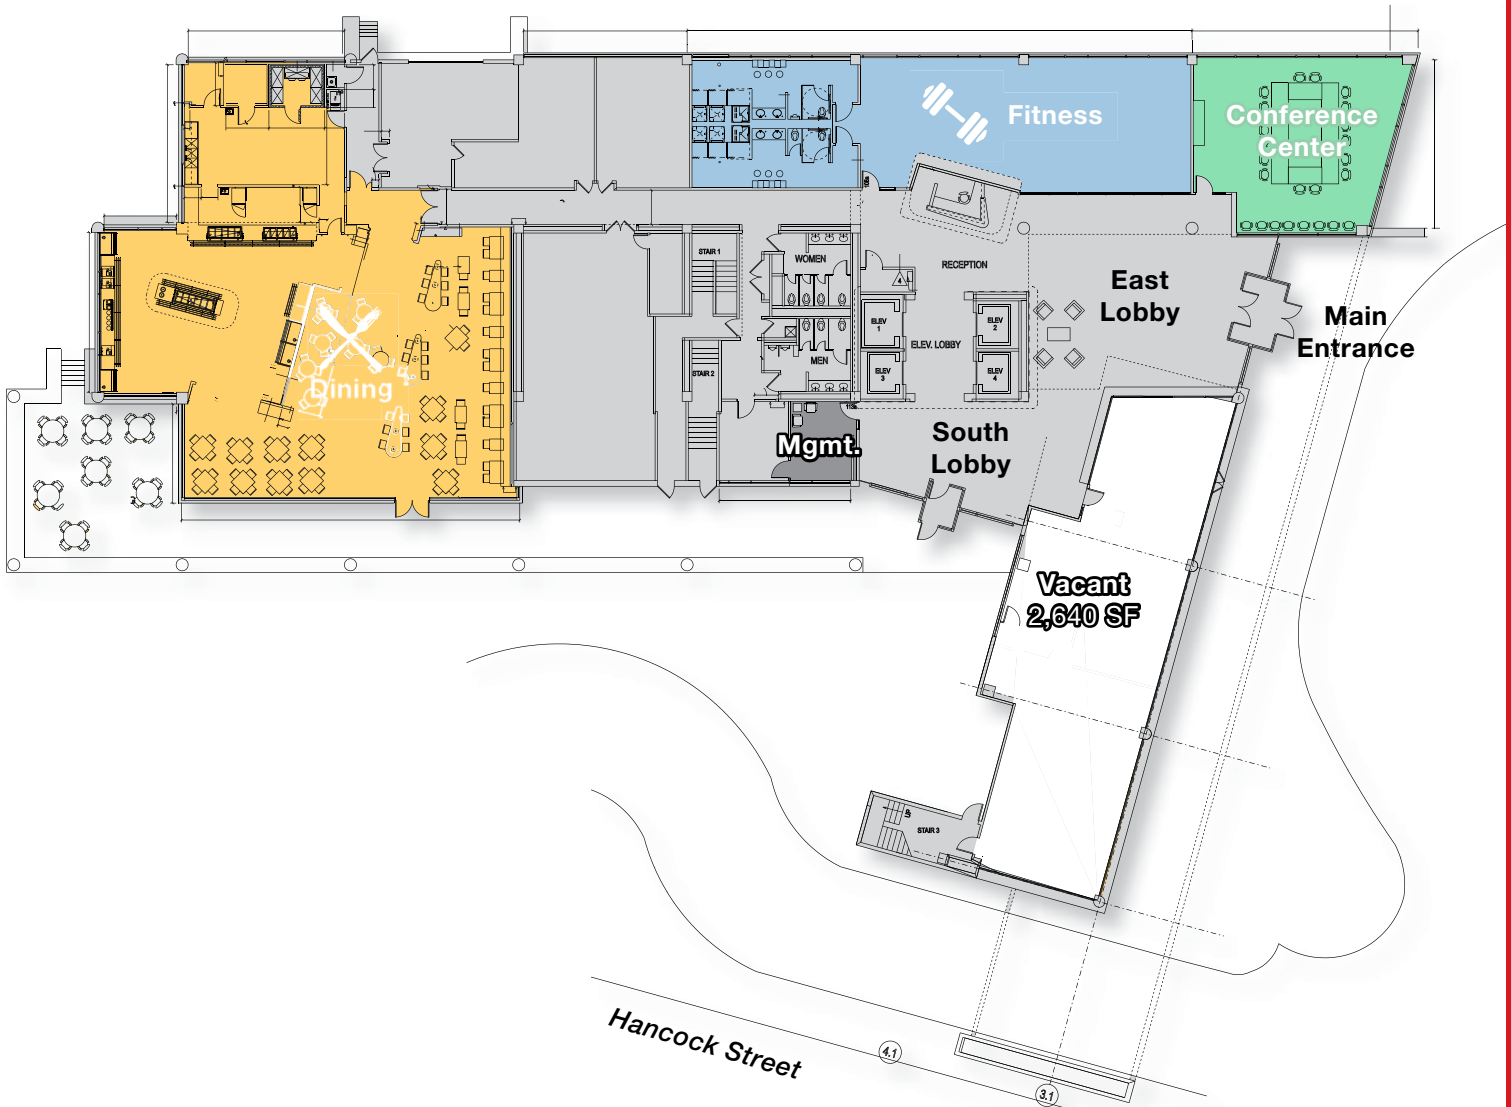 Fitness
Conference
Center
STAIR 1
WOMEN
RECEPTION
4
East
Lobby
ELEV
1
ELEV
2
Main
Entrance
ELEV. LOBBY
MEN
STAIR 2
ELEV
3
ELEV
4
Dining
Mgmt.
South
Lobby
Vacant
2,640 SF
UP
STAIR 3
Hancock Street
4.1
3.1